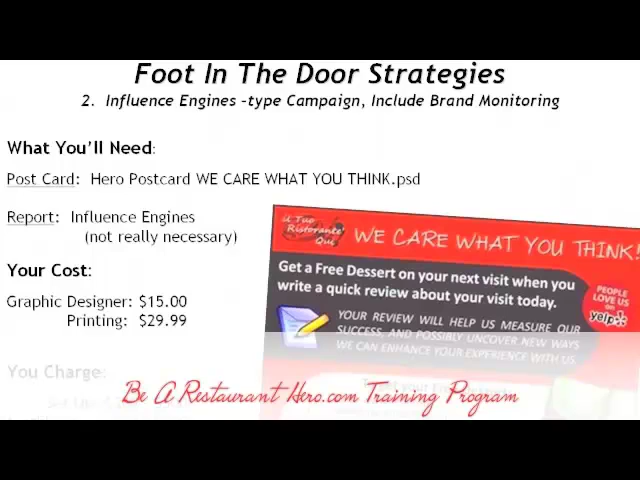 Foot In The Door Strategies
2. Influence Engines –type Campaign, Include Brand Monitoring
What You'll Need:
Post Card: Hero Postcard WE CARE WHAT YOU THINK.psd
Report: Influence Engines
(not really necessary)
Your Cost:
Graphic Designer: $15.00
Printing: $29.99
You Charge:
il Tuo
Ristorante
Qui
WE CARE WHAT YOU THINK!
Get a Free Dessert on your next visit when you
write a quick review about your visit today.
PEOPLE
LOVE US
on
yelp
YOUR REVIEW WILL HELP US MEASURE OUR
SUCCESS, AND POSSIBLY UNCOVER NEW WAYS
WE CAN ENHANCE YOUR EXPERIENCE WITH US.
Be A Restaurant Hero.com Training Program